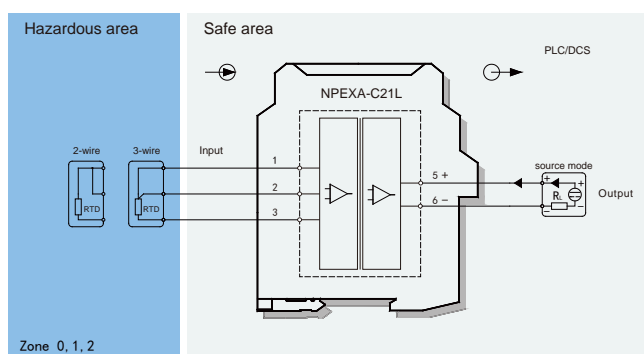 Hazardous area
Safe area
PLC/DCS
NPEXA-C21L
2-wire
3-wire
Input
1
2
3
RTD
RTD
5 +
6 −
source mode
+
+
RL
−
−
Output
Zone 0, 1, 2